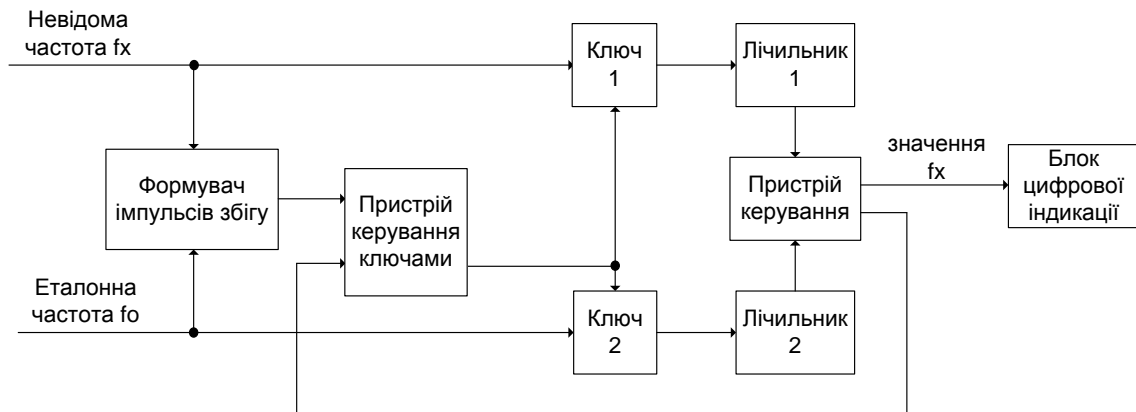 Невідома
частота fx
Ключ
1
Лічильник
1
Формувач
імпульсів збігу
Пристрій
керування
ключами
Пристрій
керування
значення
fx
Блок
цифрової
індикації
Еталонна
частота fo
Ключ
2
Лічильник
2